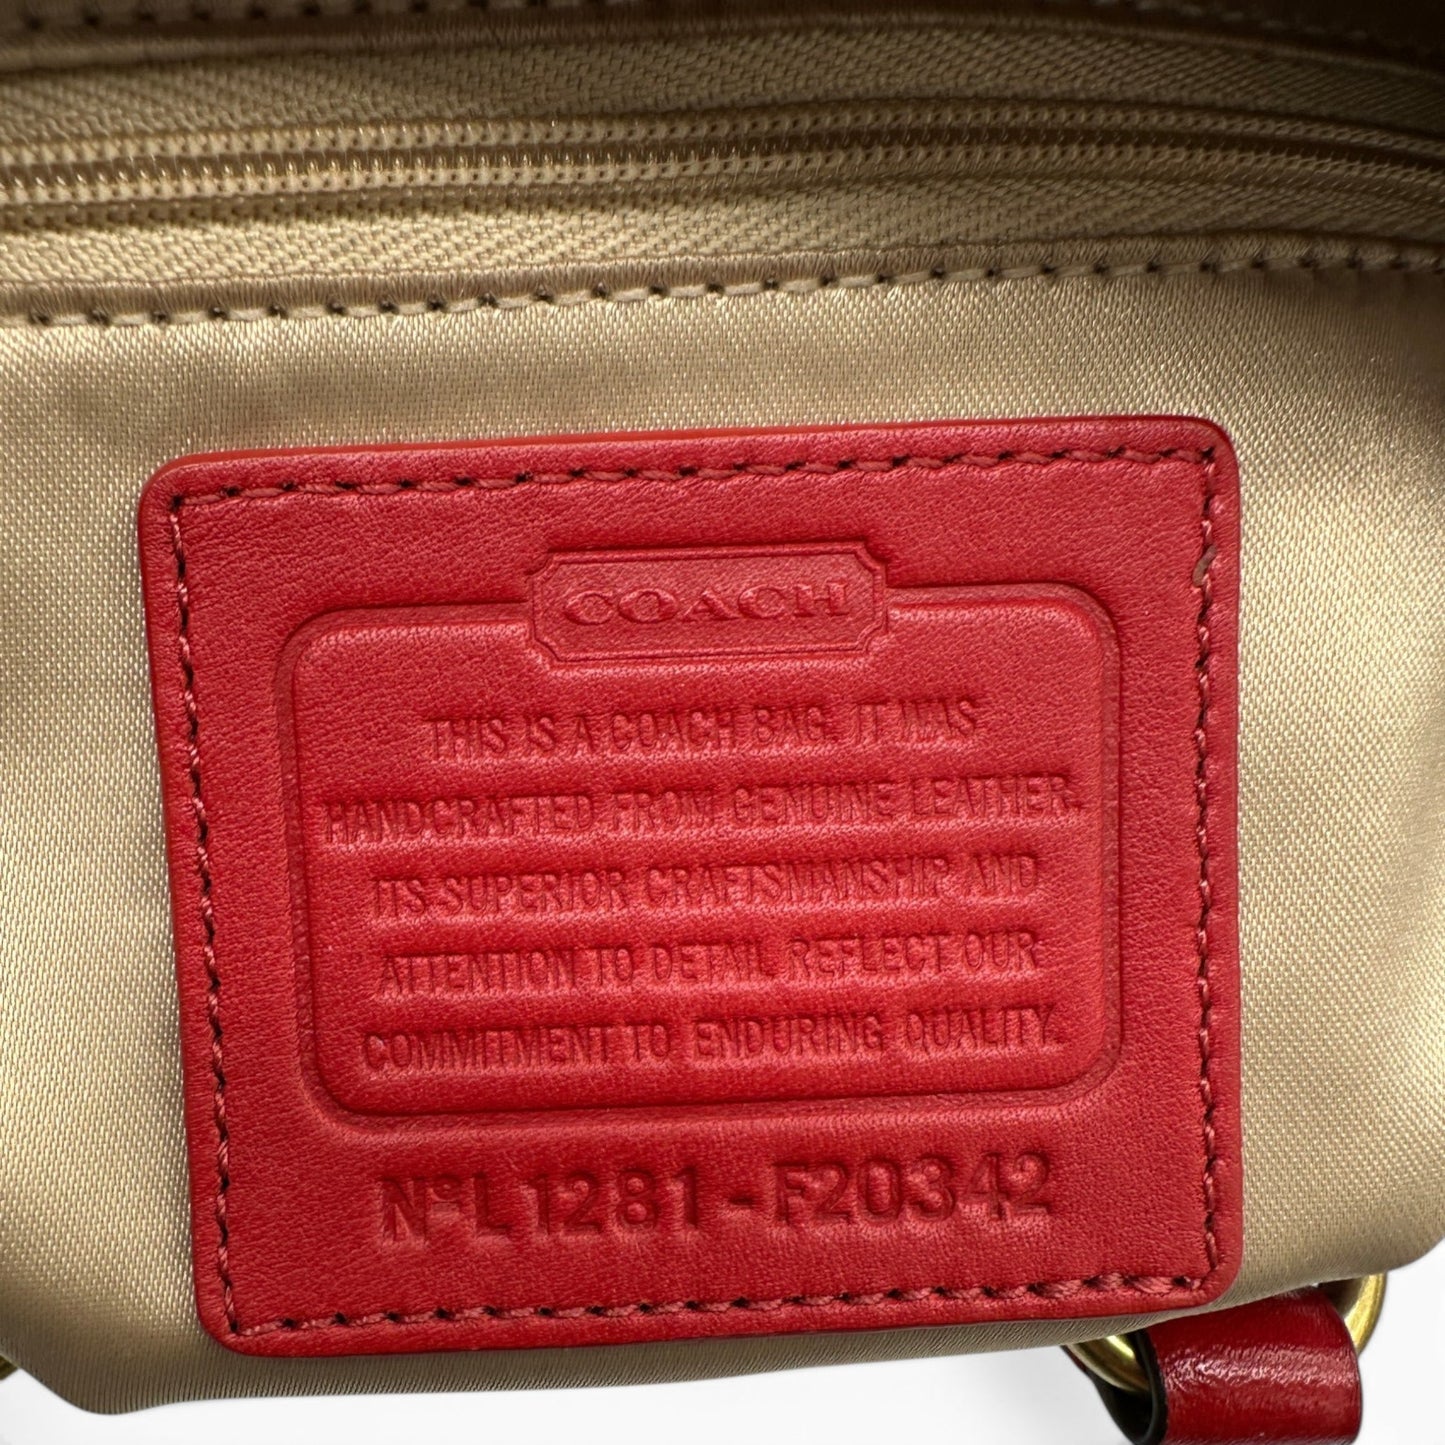 COACH
THIS IS A COACH BAG. IT WAS
HANDCRAFTED FROM GENUINE LEATHER.
ITS SUPERIOR CRAFTSMANSHIP AND
ATTENTION TO DETAIL REFLECT OUR
COMMITMENT TO ENDURING QUALITY.
Nº L1281-F20342